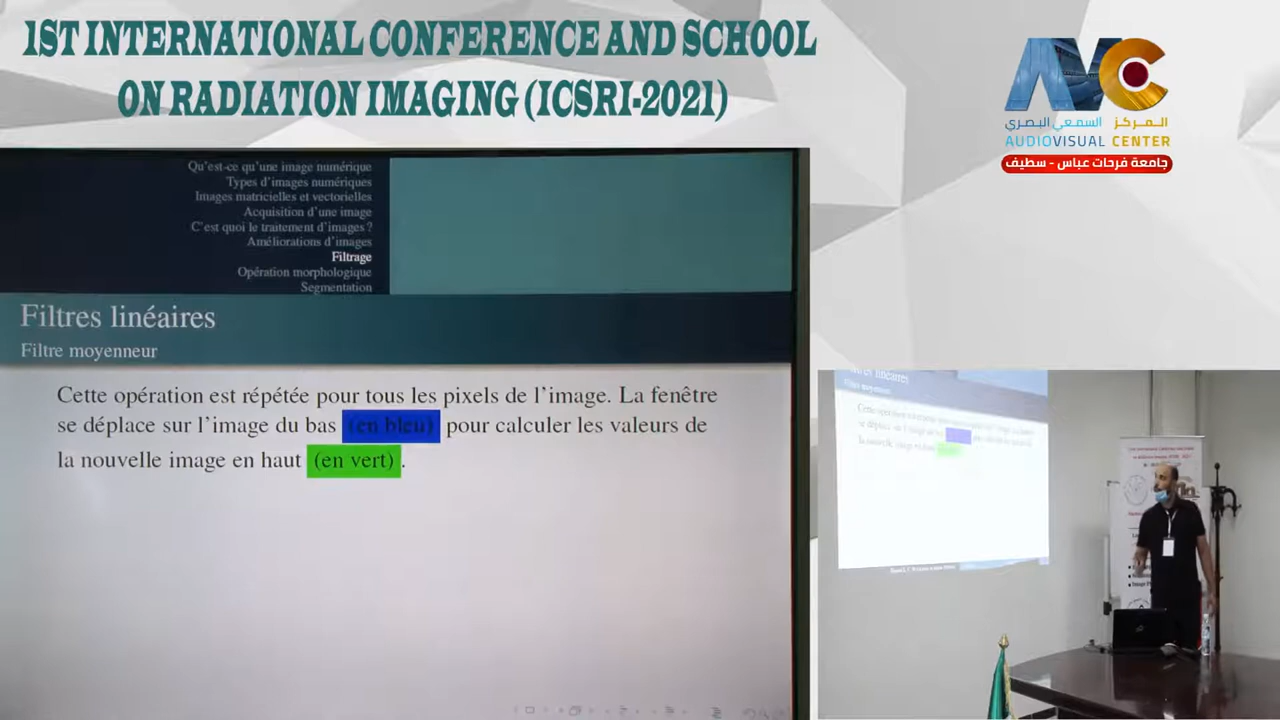 1ST INTERNATIONAL CONFERENCE AND SCHOOL
ON RADIATION IMAGING (ICSRI-2021)
المركز السمعي البصري
AUDIOVISUAL CENTER
جامعة فرحات عباس - سطيف
Qu'est-ce qu'une image numérique
Types d'images numériques
Images matricielles et vectorielles
Acquisition d'une image
C'est quoi le traitement d'images ?
Améliorations d'images
Filtrage
Opération morphologique
Segmentation
Filtres linéaires
Filtre moyenneur
Cette opération est répétée pour tous les pixels de l'image. La fenêtre
se déplace sur l'image du bas (en bleu) pour calculer les valeurs de
la nouvelle image en haut (en vert).